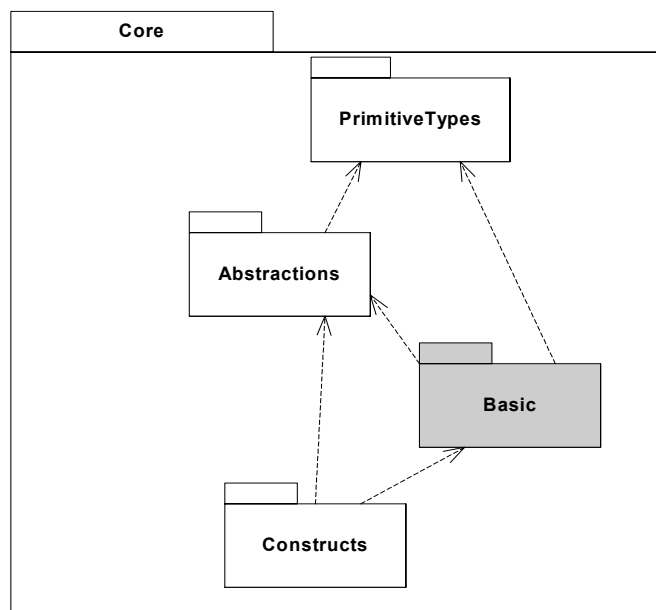 Core
PrimitiveTypes
Abstractions
Basic
Constructs